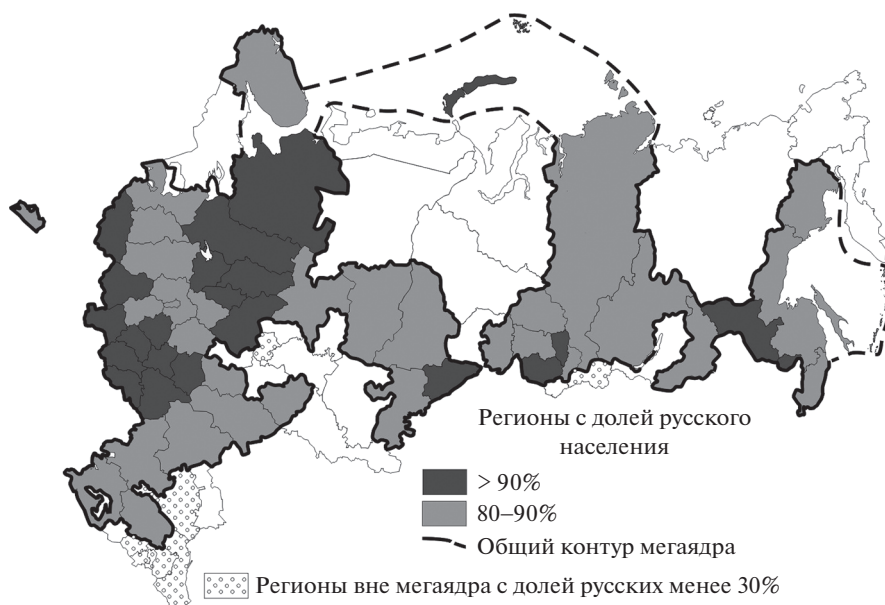 Регионы с долей русского
населения
> 90%
80–90%
Общий контур мегаядра
Регионы вне мегаядра с долей русских менее 30%